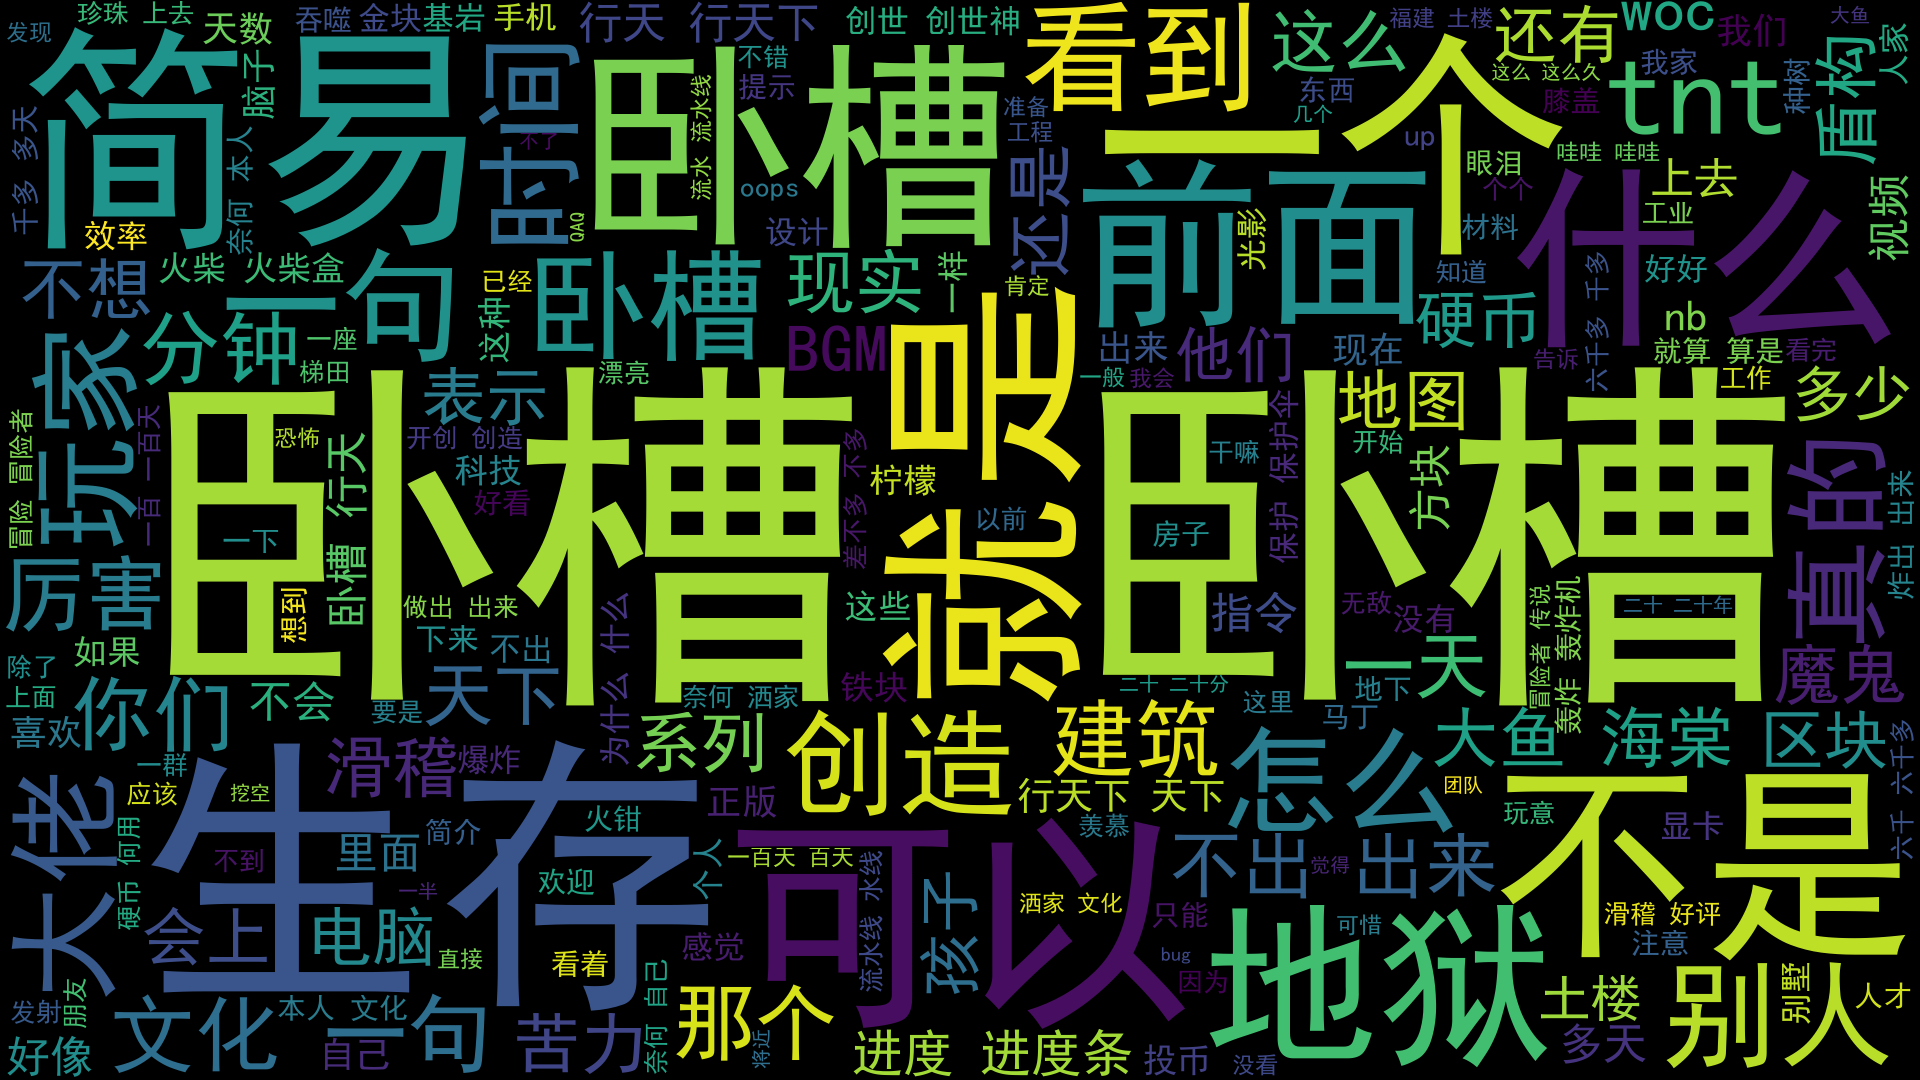 珍珠 上去
吞噬
金块
基岩
手机
行天
行天下
创世
创世神
看到
这么
福建 土楼
还有
WOC
我们
大鱼
人家
发现
天数
简易
脑子
时间
卧槽
不错
提示
流水 流水线
一个
东西
准备
工程
几个
这么 这么久
我家
膝盖
种树
盾构
tnt
千多 多天
本人
奈何
效率
不了
QAQ
oops
设计
还是
前面
up
眼泪
哇哇 哇哇
个个
上去
工业
什么
光影
材料
视频
不想
火柴 火柴盒
一句
卧槽
已经
现实
一样
肯定
知道
千多 千多
好好
玩家
分钟
一座
梯田
这种
BGM
就是
出来
他们
现在
硬币
nb
告诉
就算 算是
看完
六千多
表示
漂亮
一般
我会
地图
工作
多少
真的
冒险 冒险者
一百 一百天
恐怖
开创 创造
科技
好看
卧槽 行天
卧槽
差不多 不多
柠檬
以前
干嘛
保护 保护伞
开始
方块
卧槽
房子
一下
厉害
想到
做出 出来
下来
不出
为什么 什么
这些
指令
无敌
没有
冒险者 传说
轰炸 轰炸机
二十 二十年
炸出 出来
如果
除了
上面
你们
不会
要是
天下
奈何 洒家
铁块
二十 二十分
这里
地下
一天
魔鬼
喜欢
一群
滑稽
爆炸
系列
创造
建筑
马丁
大鱼
海棠
区块
六千 六千多
大佬
应该
挖空
生存
正版
行天下 天下
怎么
团队
玩意
不是
显卡
硬币 何用
不到
里面
简介
火钳
羡慕
一百天 百天
个人
可以
流水线 水线
不出
出来
觉得
会上
一半
电脑
欢迎
洒家 文化
孩子
只能
可惜
滑稽 好评
注意
直接
看着
感觉
bug
因为
地狱
别人
别墅
人才
发射
朋友
文化
本人 文化
一句
苦力
奈何 自己
那个
土楼
好像
自己
将近
进度
进度条
投币
没看
多天